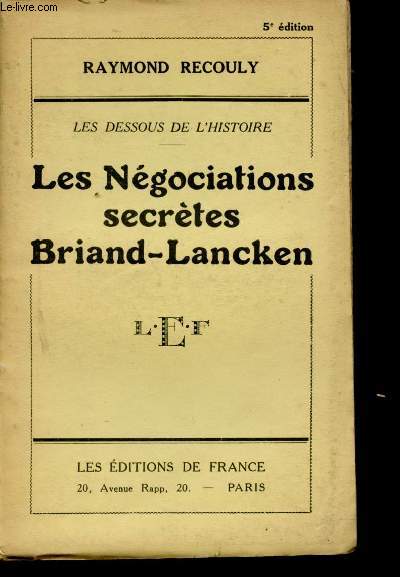 Le-Livre.com
5e édition
RAYMOND RECOULY
LES DESSOUS DE L'HISTOIRE
Les Négociations
secrètes
Briand-Lancken
L·E·F
LES ÉDITIONS DE FRANCE
20, Avenue Rapp, 20. — PARIS